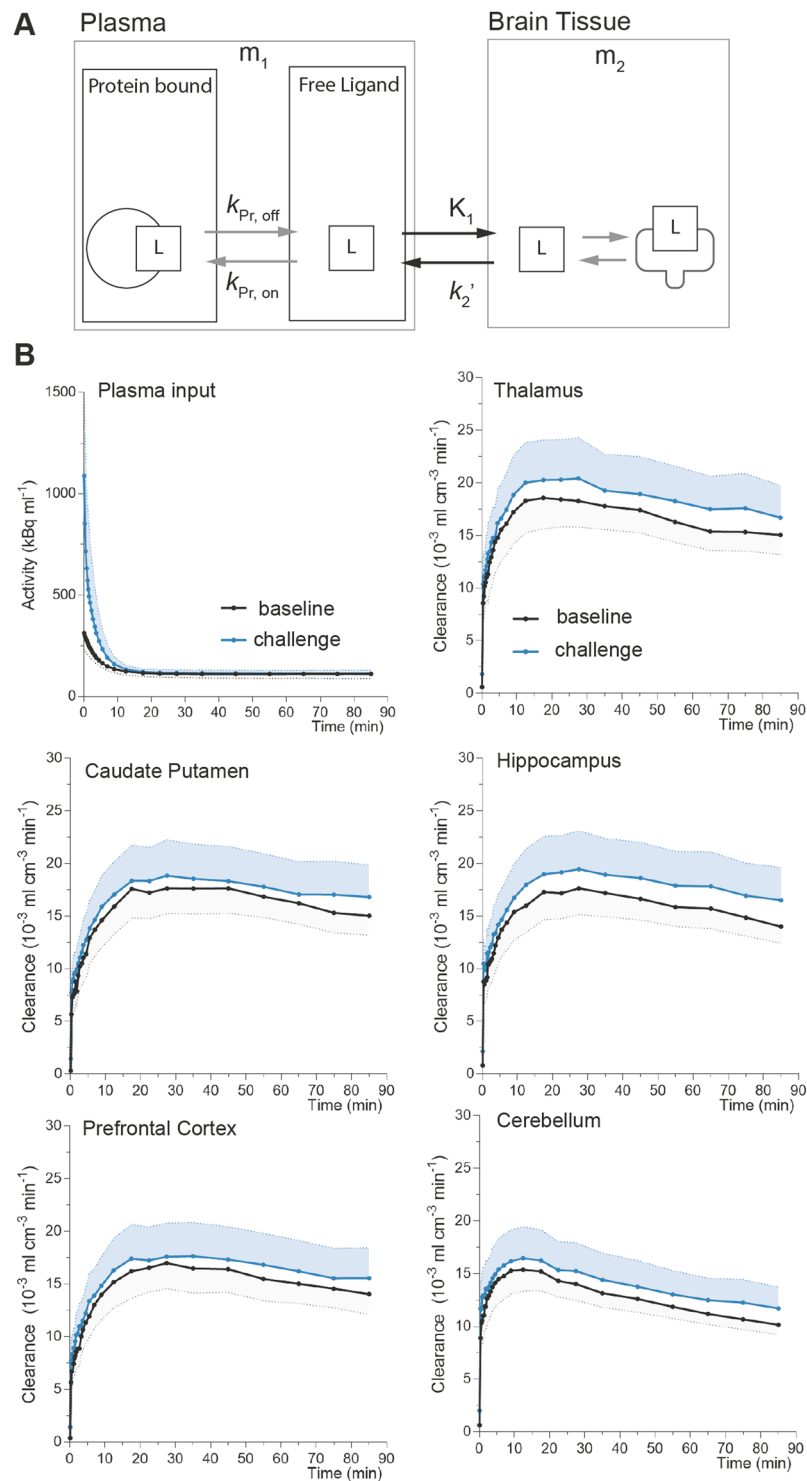 A
Plasma
Brain Tissue
m1
m2
Protein bound
Free Ligand
kPr, off
K1
L
L
L
L
kPr, on
k2'
B
Plasma input
1500
1000
500
0
Activity (kBq ml-1)
baseline
challenge
0 10 20 30 40 50 60 70 80 90
Time (min)
Thalamus
30
25
20
15
10
5
0
Clearance (10-3 ml cm-3 min-1)
baseline
challenge
0 10 20 30 40 50 60 70 80 90
Time (min)
Caudate Putamen
30
25
20
15
10
5
0
Clearance (10-3 ml cm-3 min-1)
0 10 20 30 40 50 60 70 80 90
Time (min)
Hippocampus
30
25
20
15
10
5
0
Clearance (10-3 ml cm-3 min-1)
0 10 20 30 40 50 60 70 80 90
Time (min)
Prefrontal Cortex
30
25
20
15
10
5
0
Clearance (10-3 ml cm-3 min-1)
0 10 20 30 40 50 60 70 80 90
Time (min)
Cerebellum
30
25
20
15
10
5
0
Clearance (10-3 ml cm-3 min-1)
0 10 20 30 40 50 60 70 80 90
Time (min)